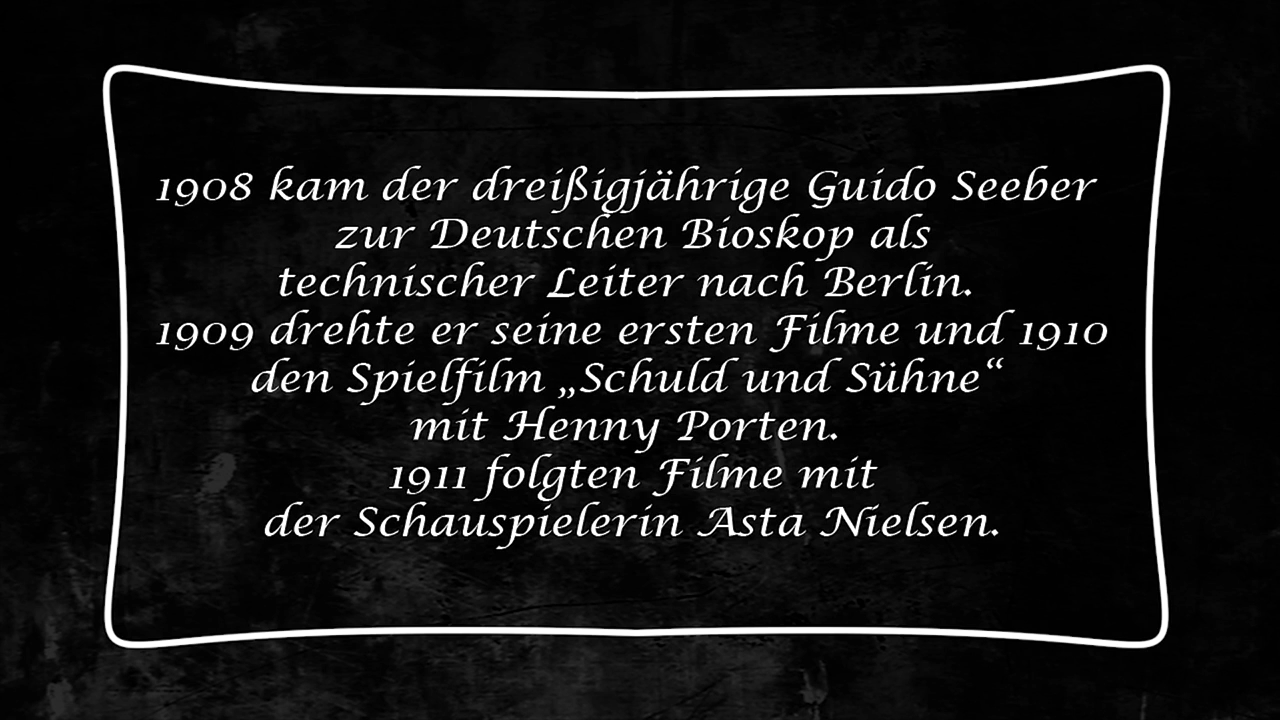 1908 kam der dreißigjährige Guido Seeber
zur Deutschen Bioskop als
technischer Leiter nach Berlin.
1909 drehte er seine ersten Filme und 1910
den Spielfilm „Schuld und Sühne“
mit Henny Porten.
1911 folgten Filme mit
der Schauspielerin Asta Nielsen.